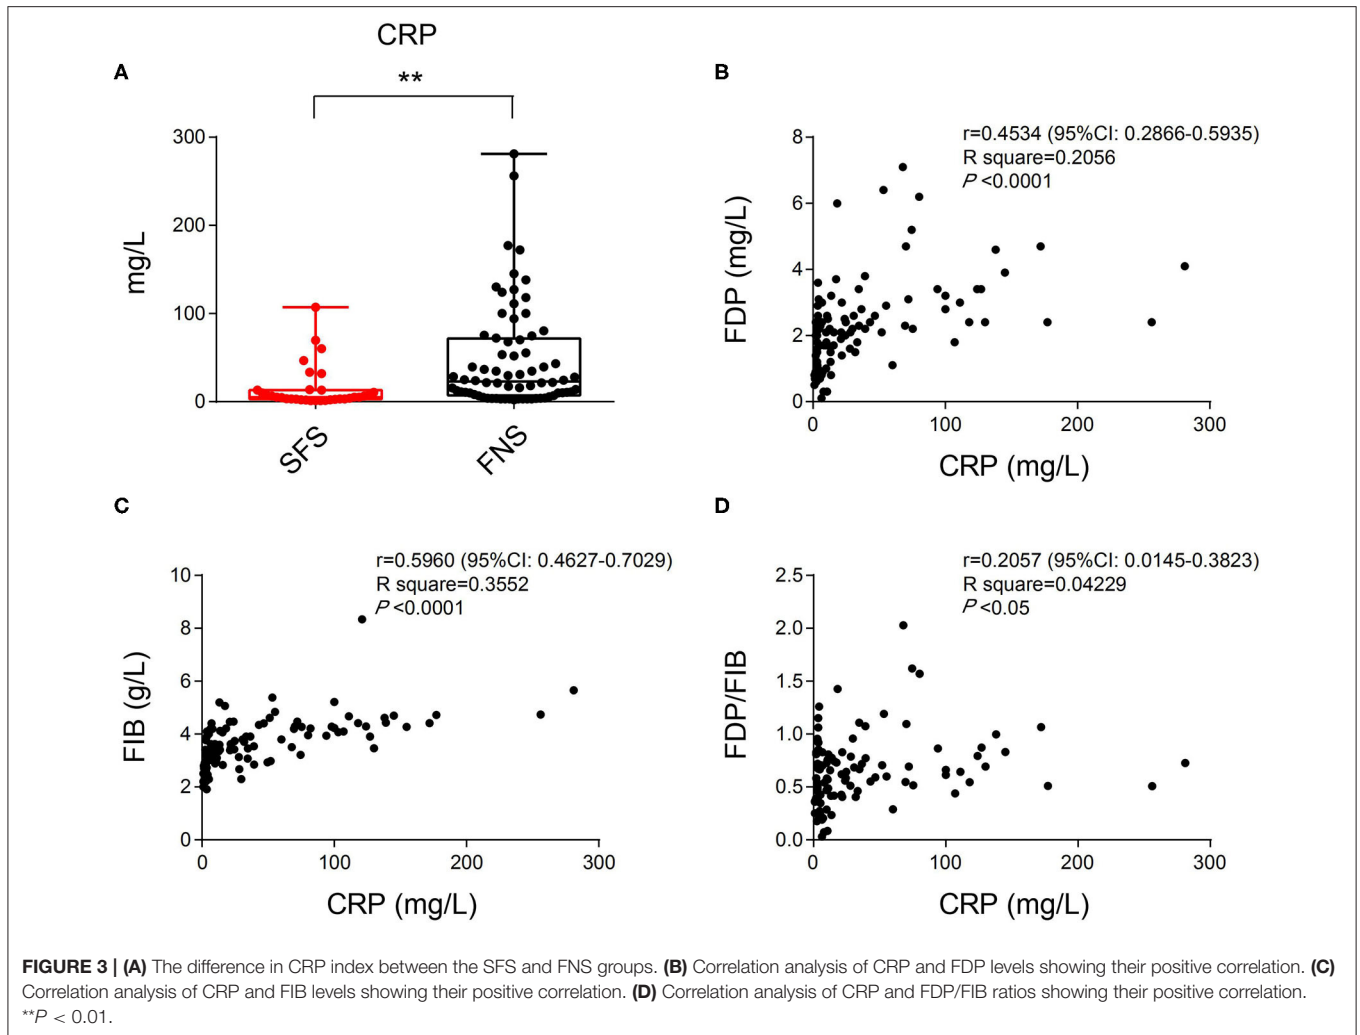 CRP
A
**
300
200
100
0
mg/L
SFS
FNS
B
r=0.4534 (95%CI: 0.2866-0.5935)
R square=0.2056
P <0.0001
8
6
4
2
0
FDP (mg/L)
0 100 200 300
CRP (mg/L)
C
r=0.5960 (95%CI: 0.4627-0.7029)
R square=0.3552
P <0.0001
10
8
6
4
2
0
FIB (g/L)
0 100 200 300
CRP (mg/L)
D
r=0.2057 (95%CI: 0.0145-0.3823)
R square=0.04229
P <0.05
2.5
2.0
1.5
1.0
0.5
0.0
FDP/FIB
0 100 200 300
CRP (mg/L)
FIGURE 3 | (A) The difference in CRP index between the SFS and FNS groups. (B) Correlation analysis of CRP and FDP levels showing their positive correlation. (C)
Correlation analysis of CRP and FIB levels showing their positive correlation. (D) Correlation analysis of CRP and FDP/FIB ratios showing their positive correlation.
**P < 0.01.